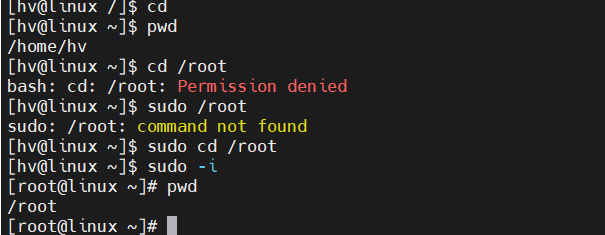 [hv@linux /]$ cd
[hv@linux ~]$ pwd
/home/hv
[hv@linux ~]$ cd /root
bash: cd: /root: Permission denied
[hv@linux ~]$ sudo /root
sudo: /root: command not found
[hv@linux ~]$ sudo cd /root
[hv@linux ~]$ sudo -i
[root@linux ~]# pwd
/root
[root@linux ~]#